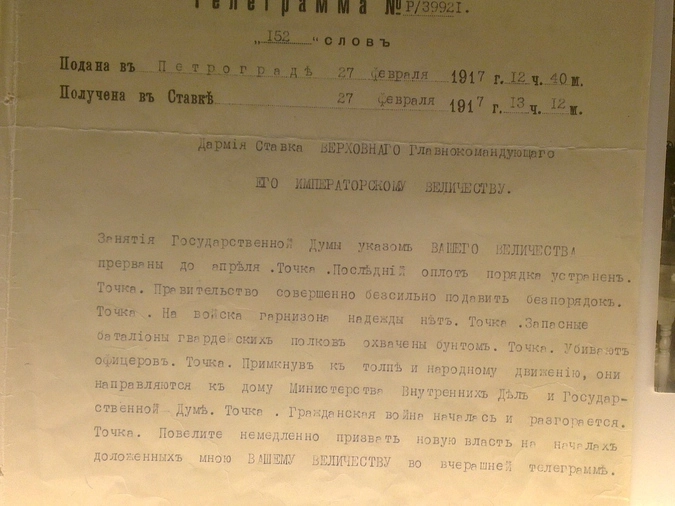 Телеграмма № Р/39921.
„ 152 " словъ
Подана въ Петроградѣ 27 февраля 1917 г. 12 ч. 40 м.
Получена въ Ставкѣ 27 февраля 1917 г. 13 ч. 12 м.
Дармія Ставка ВЕРХОВНАГО Главнокомандующаго
ЕГО ИМПЕРАТОРСКОМУ ВЕЛИЧЕСТВУ.
Занятія Государственной Думы указомъ ВАШЕГО ВЕЛИЧЕСТВА
прерваны до апрѣля .Точка .Послѣдній оплотъ порядка устраненъ.
Точка. Правительство совершенно безсильно подавить безпорядокъ.
Точка . На войска гарнизона надежды нѣтъ. Точка .Запасные
баталіоны гвардейскихъ полковъ охвачены бунтомъ. Точка. Убиваютъ
офицеровъ. Точка. Примкнувъ къ толпѣ и народному движенію, они
направляются къ дому Министерства Внутреннихъ Дѣлъ и Государ-
ственной Думѣ. Точка . Гражданская война началась и разгорается.
Точка. Повелите немедленно призвать новую власть на началахъ
доложенныхъ мною ВАШЕМУ ВЕЛИЧЕСТВУ во вчерашней телеграммѣ.